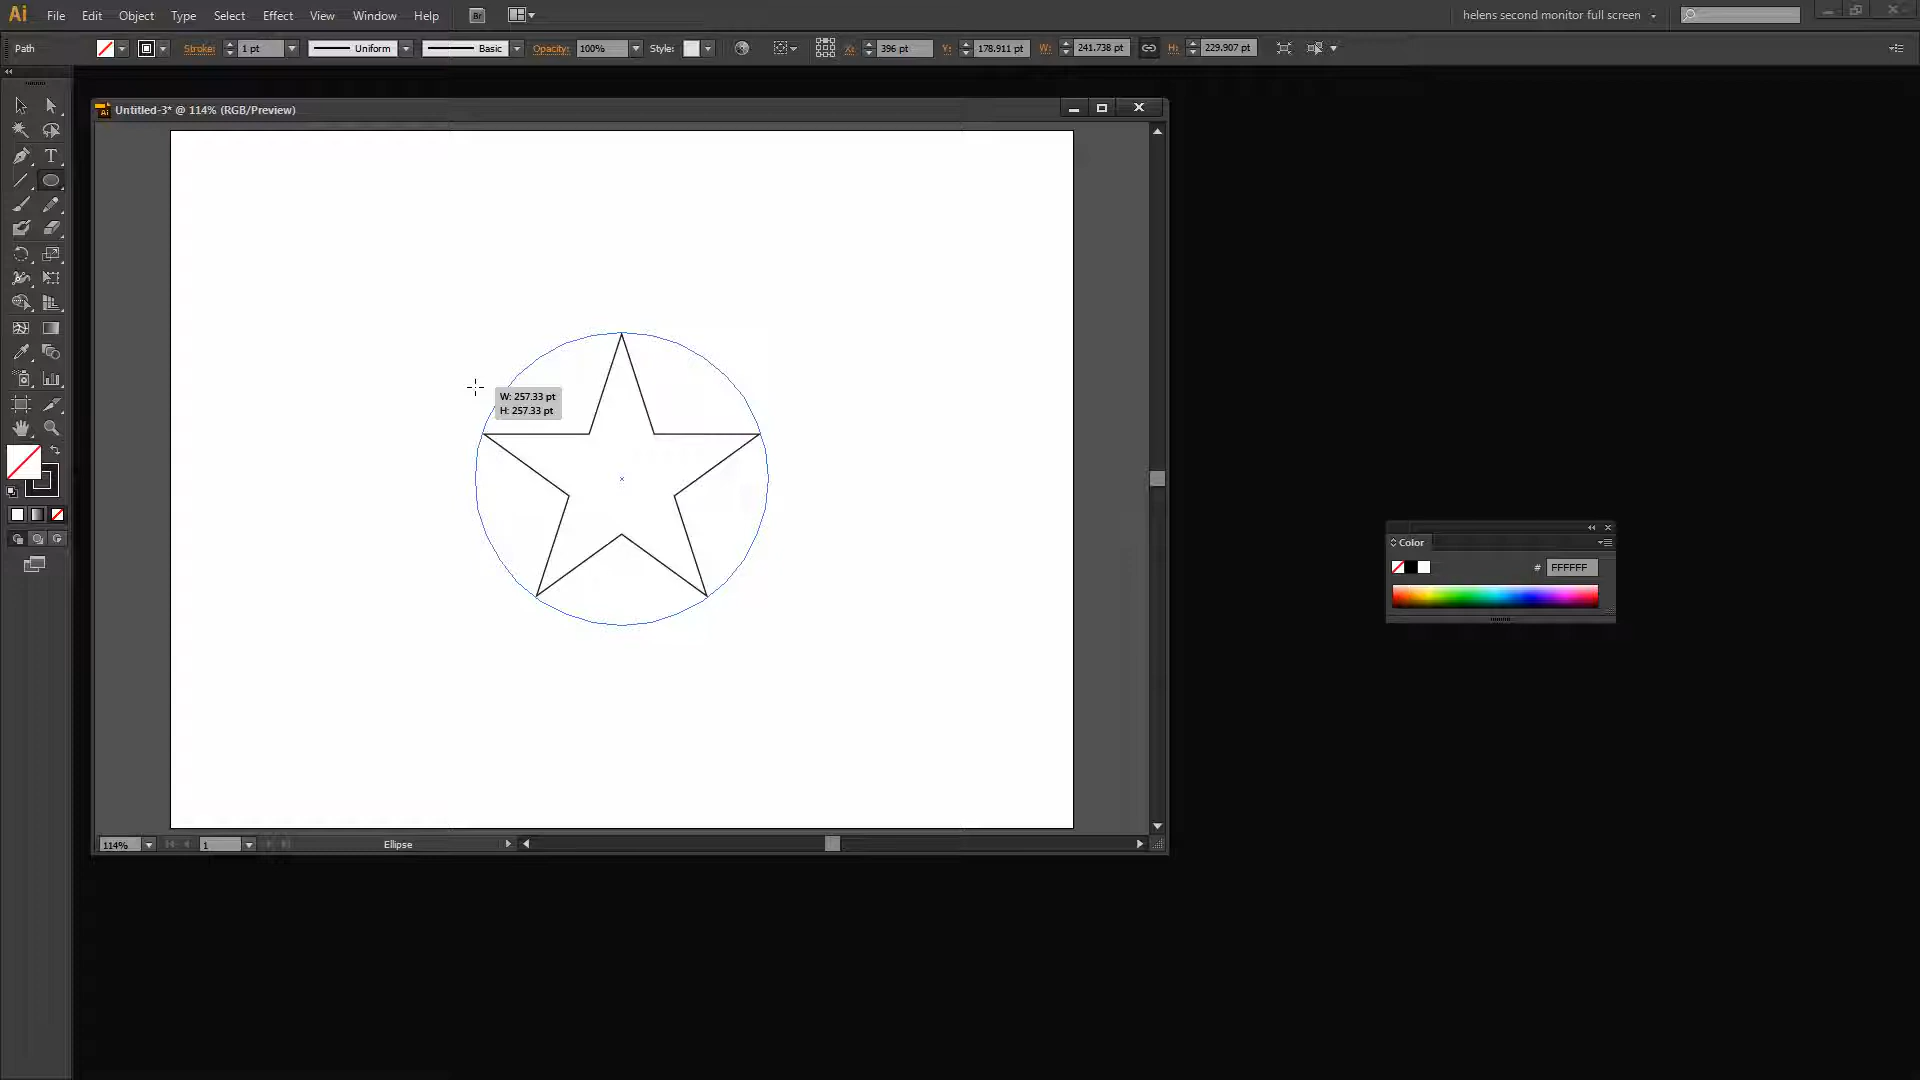 Ai File Edit Object Type Select Effect View Window Help Br helens second monitor full screen
Path Stroke: 1 pt Uniform Basic Opacity: 100% Style: X: 396 pt Y: 178.911 pt W: 241.738 pt H: 229.907 pt
Ai Untitled-3* @ 114% (RGB/Preview)
T
W: 257.33 pt
H: 257.33 pt
Color
# FFFFFF
114% 1 Ellipse